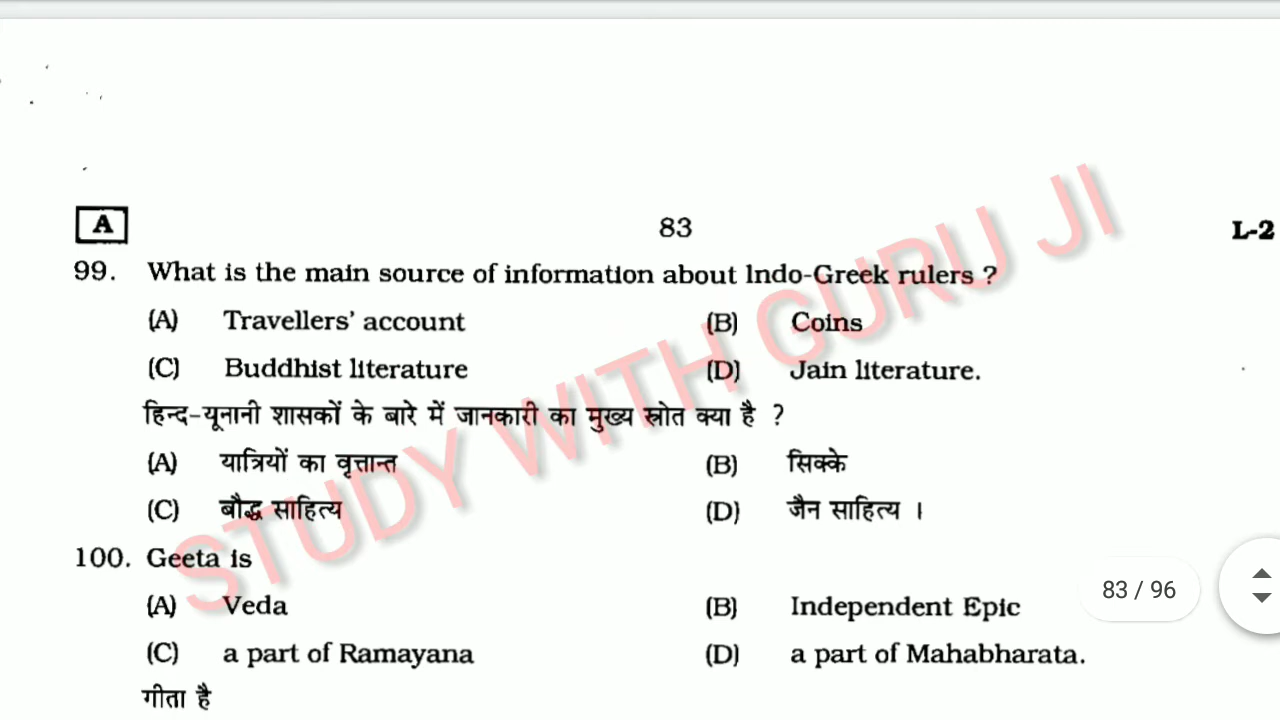 A 83 L-2
99. What is the main source of information about Indo-Greek rulers ?
(A) Travellers' account (B) Coins
(C) Buddhist literature (D) Jain literature.
हिन्द-यूनानी शासकों के बारे में जानकारी का मुख्य स्रोत क्या है ?
(A) यात्रियों का वृत्तान्त (B) सिक्के
(C) बौद्ध साहित्य (D) जैन साहित्य ।
100. Geeta is
(A) Veda (B) Independent Epic
83 / 96
(C) a part of Ramayana (D) a part of Mahabharata.
गीता है
STUDY WITH GURU JI